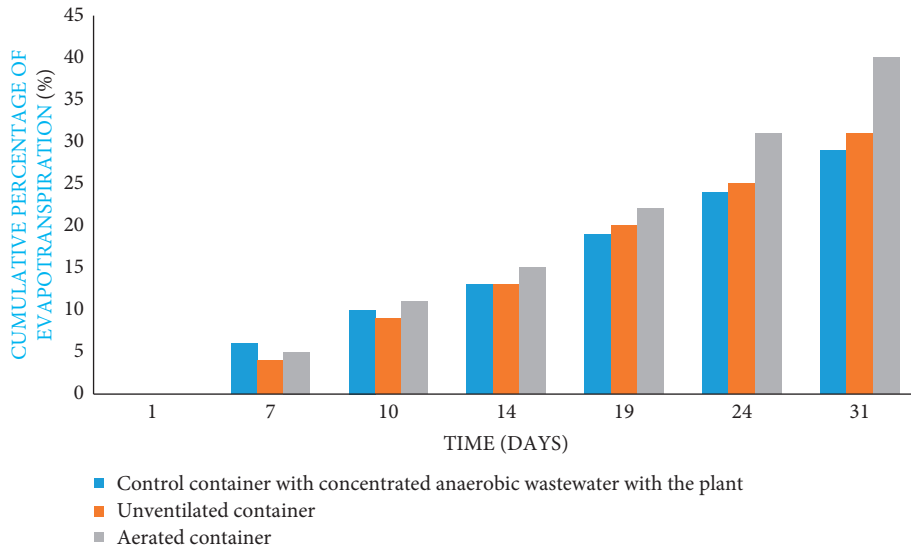 CUMULATIVE PERCENTAGE OF
EVAPOTRANSPIRATION (%)
45
40
35
30
25
20
15
10
5
0
1 7 10 14 19 24 31
TIME (DAYS)
Control container with concentrated anaerobic wastewater with the plant
Unventilated container
Aerated container